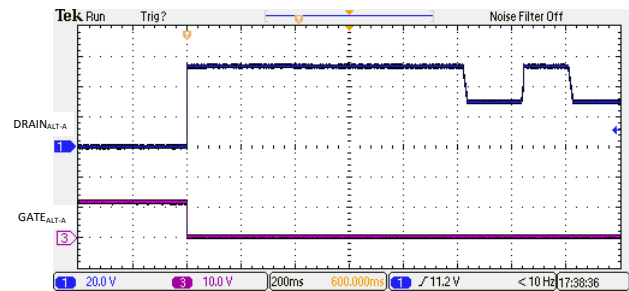 Tek Run Trig? Noise Filter Off
T
DRAINALT-A
1
GATEALT-A
3
1 20.0 V 3 10.0 V 200ms 600.000ms 1 ƒ 11.2 V < 10 Hz 17:38:36